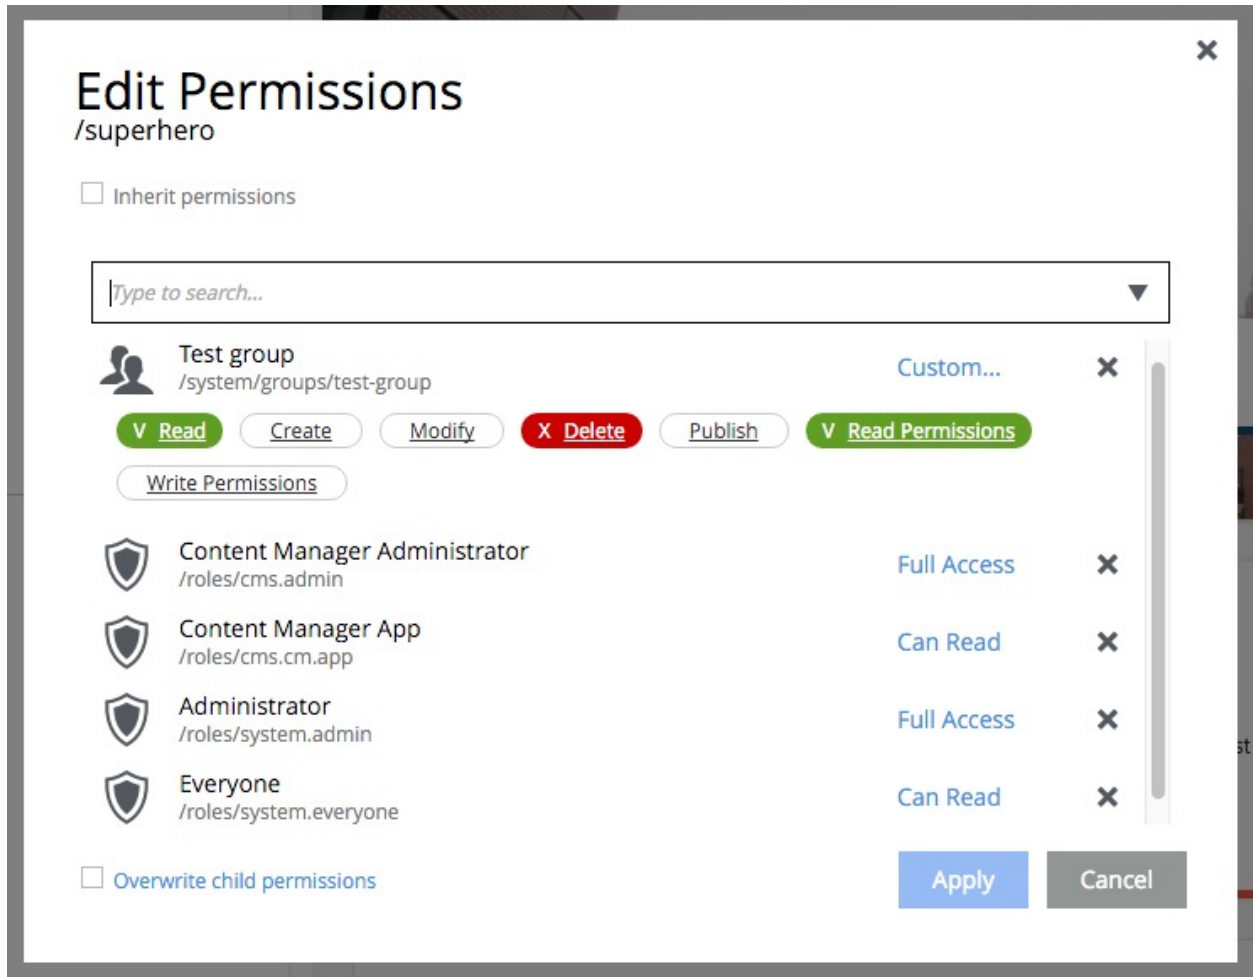 Edit Permissions
/superhero
Inherit permissions
Type to search...
Test group
/system/groups/test-group
Custom...
V Read Create Modify X Delete Publish V Read Permissions
Write Permissions
Content Manager Administrator
/roles/cms.admin
Full Access
Content Manager App
/roles/cms.cm.app
Can Read
Administrator
/roles/system.admin
Full Access
Everyone
/roles/system.everyone
Can Read
Overwrite child permissions
Apply Cancel
st